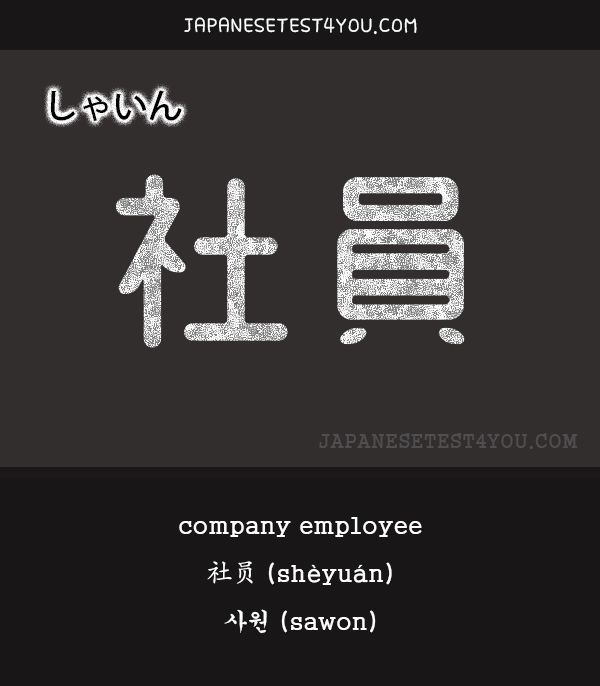 JAPANESETEST4YOU.COM
しゃいん
社員
JAPANESETEST4YOU.COM
company employee
社员 (shèyuán)
사원 (sawon)